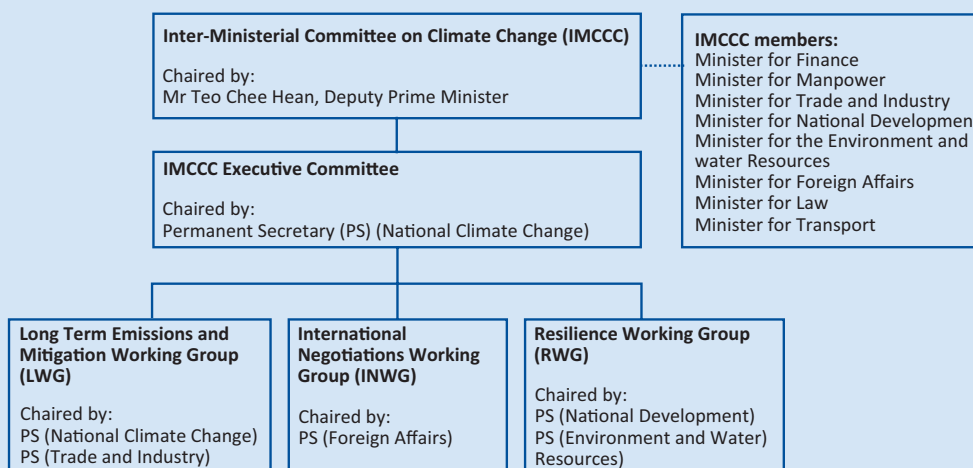 Inter-Ministerial Committee on Climate Change (IMCCC)
Chaired by:
Mr Teo Chee Hean, Deputy Prime Minister
IMCCC members:
Minister for Finance
Minister for Manpower
Minister for Trade and Industry
Minister for National Developmen
Minister for the Environment and
water Resources
Minister for Foreign Affairs
Minister for Law
Minister for Transport
IMCCC Executive Committee
Chaired by:
Permanent Secretary (PS) (National Climate Change)
Long Term Emissions and
Mitigation Working Group
(LWG)
Chaired by:
PS (National Climate Change)
PS (Trade and Industry)
International
Negotiations Working
Group (INWG)
Chaired by:
PS (Foreign Affairs)
Resilience Working Group
(RWG)
Chaired by:
PS (National Development)
PS (Environment and Water)
Resources)